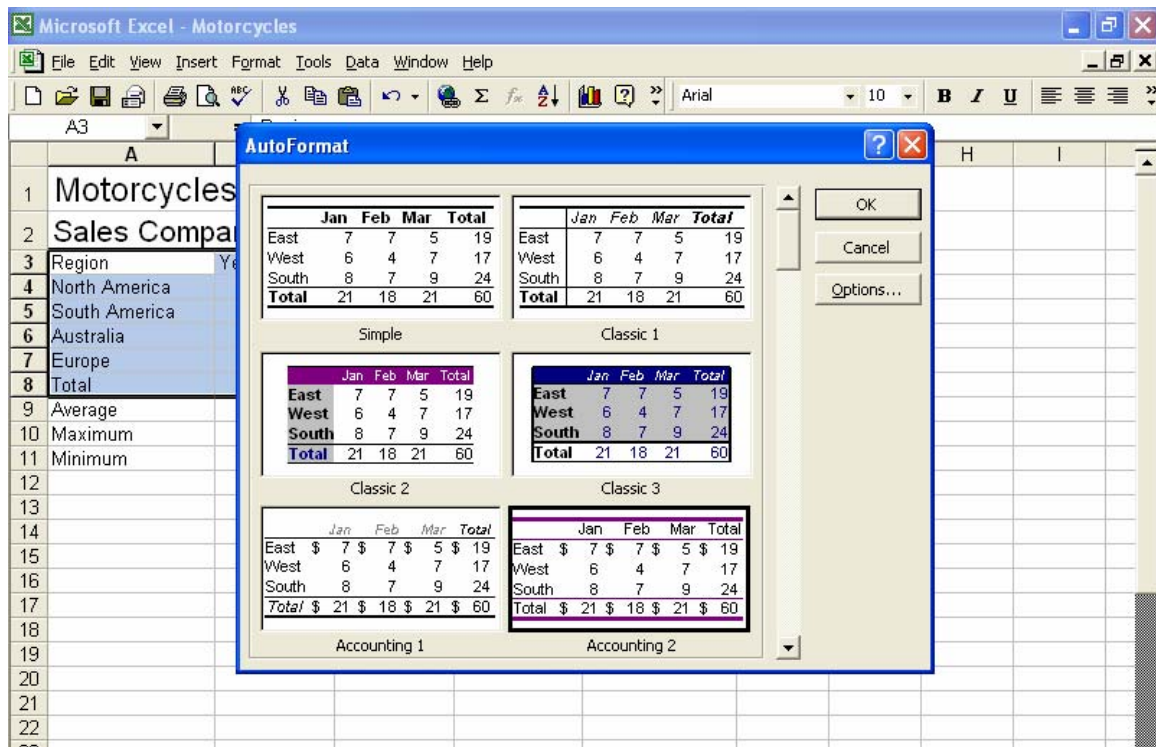 Microsoft Excel - Motorcycles
File Edit View Insert Format Tools Data Window Help
Arial 10 B I U
A3 =
AutoFormat
A H I
1 Motorcycles
2 Sales Compa
3 Region Ye
4 North America
5 South America
6 Australia
7 Europe
8 Total
9 Average
10 Maximum
11 Minimum
12
13
14
15
16
17
18
19
20
21
22
Jan Feb Mar Total
East 7 7 5 19
West 6 4 7 17
South 8 7 9 24
Total 21 18 21 60
Simple
Jan Feb Mar Total
East 7 7 5 19
West 6 4 7 17
South 8 7 9 24
Total 21 18 21 60
Classic 1
Jan Feb Mar Total
East 7 7 5 19
West 6 4 7 17
South 8 7 9 24
Total 21 18 21 60
Classic 2
Jan Feb Mar Total
East 7 7 5 19
West 6 4 7 17
South 8 7 9 24
Total 21 18 21 60
Classic 3
Jan Feb Mar Total
East $ 7 $ 7 $ 5 $ 19
West 6 4 7 17
South 8 7 9 24
Total $ 21 $ 18 $ 21 $ 60
Accounting 1
Jan Feb Mar Total
East $ 7 $ 7 $ 5 $ 19
West 6 4 7 17
South 8 7 9 24
Total $ 21 $ 18 $ 21 $ 60
Accounting 2
OK
Cancel
Options...